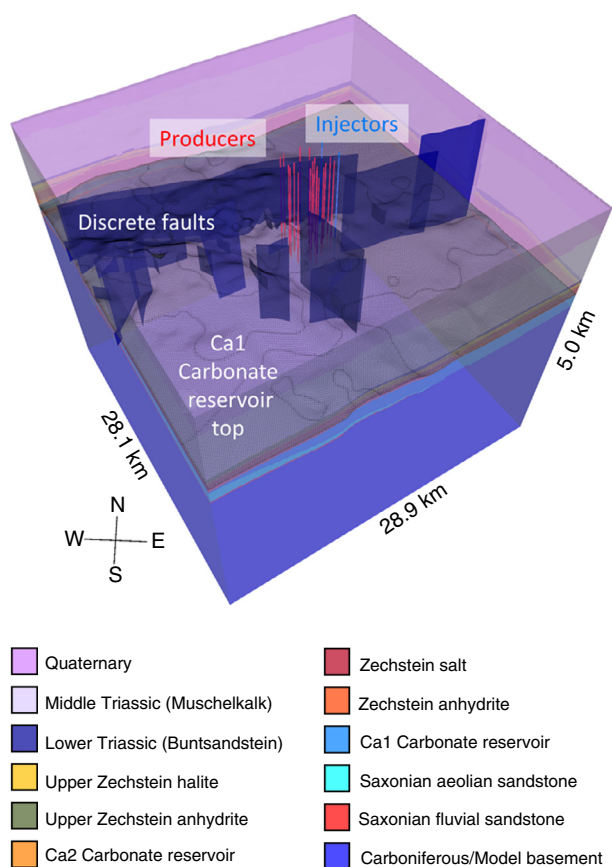 Producers
Injectors
Discrete faults
Ca1
Carbonate
reservoir
top
5.0 km
28.1 km
28.9 km
N
W E
S
Quaternary
Middle Triassic (Muschelkalk)
Lower Triassic (Buntsandstein)
Upper Zechstein halite
Upper Zechstein anhydrite
Ca2 Carbonate reservoir
Zechstein salt
Zechstein anhydrite
Ca1 Carbonate reservoir
Saxonian aeolian sandstone
Saxonian fluvial sandstone
Carboniferous/Model basement